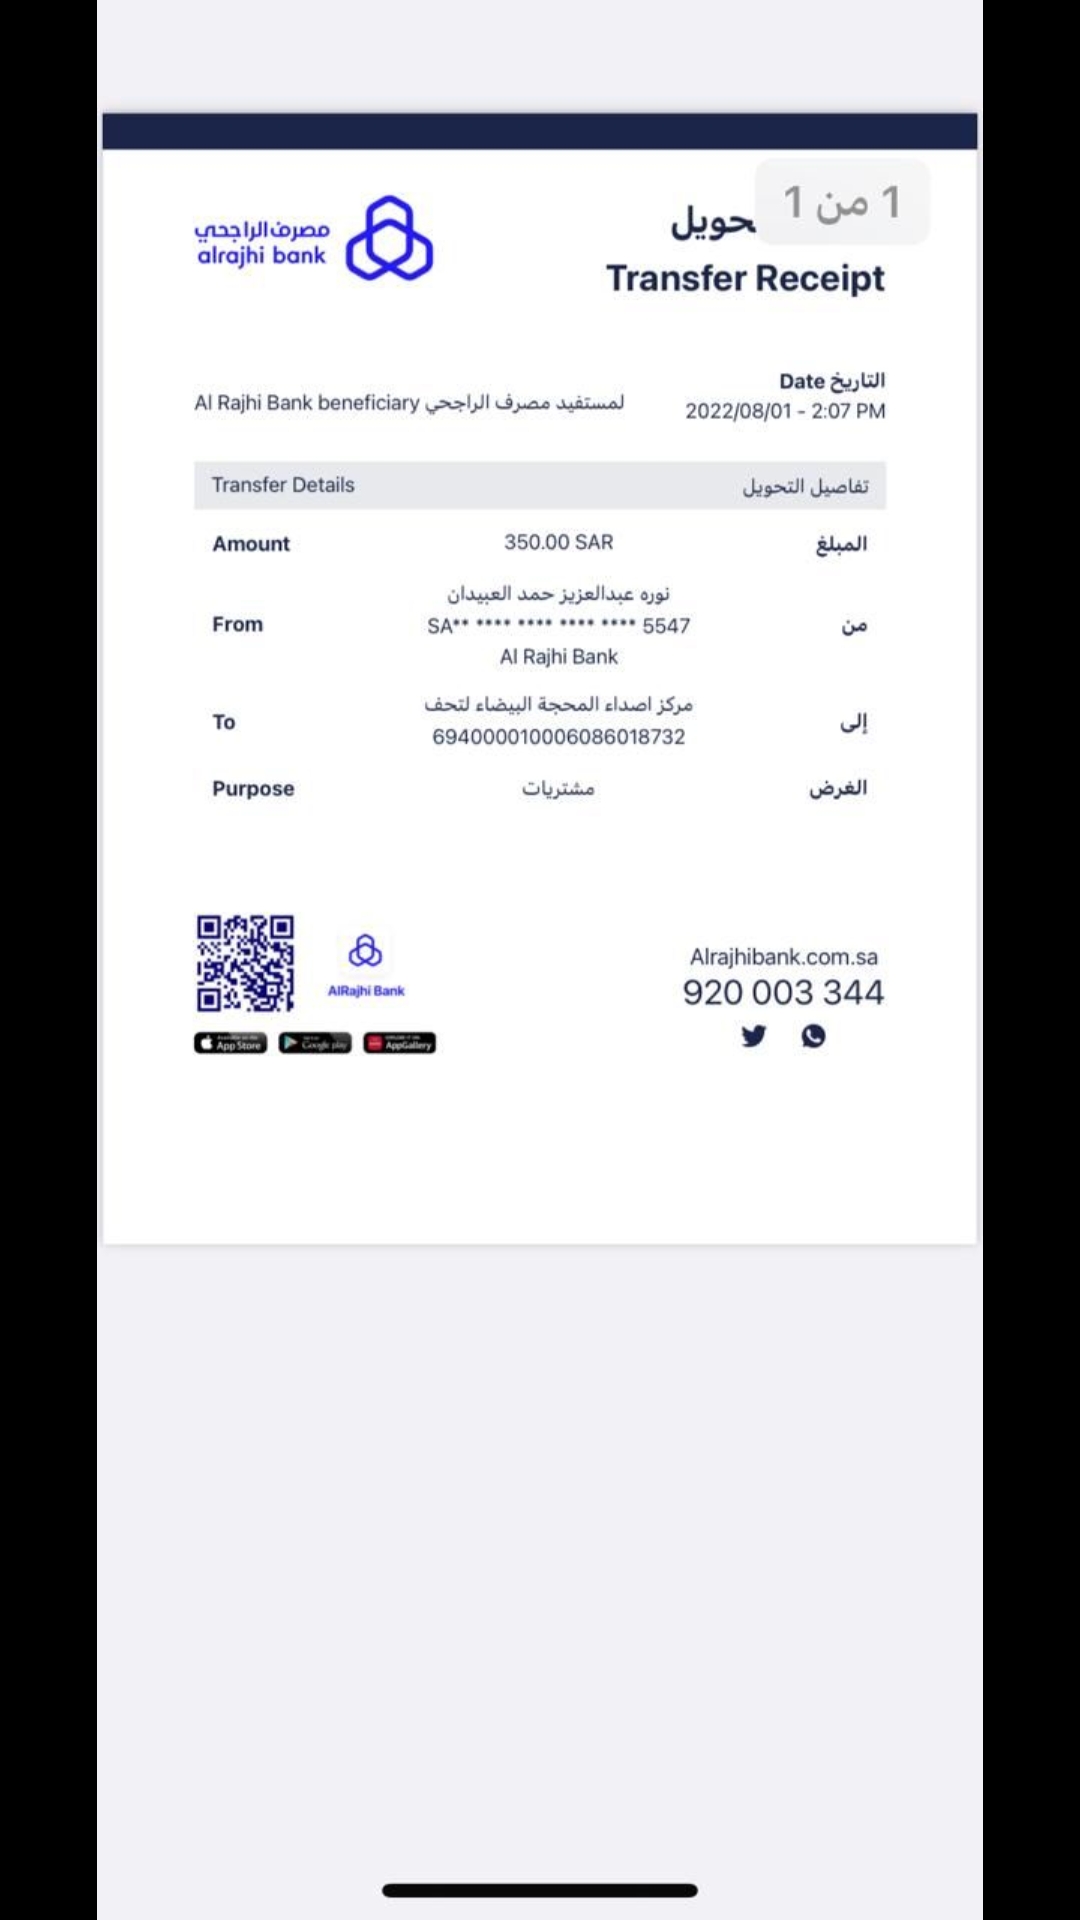 1 من 1
مصرف الراجحي
alrajhi bank
Transfer Receipt
التاريخ Date
2022/08/01 - 2:07 PM
لمستفيد مصرف الراجحي Al Rajhi Bank beneficiary
Transfer Details تفاصيل التحويل
Amount 350.00 SAR المبلغ
نوره عبدالعزيز حمد العبيدان
From SA** **** **** **** **** 5547 من
Al Rajhi Bank
مركز اصداء المحجة البيضاء لتحف
To إلى
694000010006086018732
Purpose مشتريات الغرض
AlRajhi Bank
Alrajhibank.com.sa
920 003 344
App Store
Google play
AppGallery